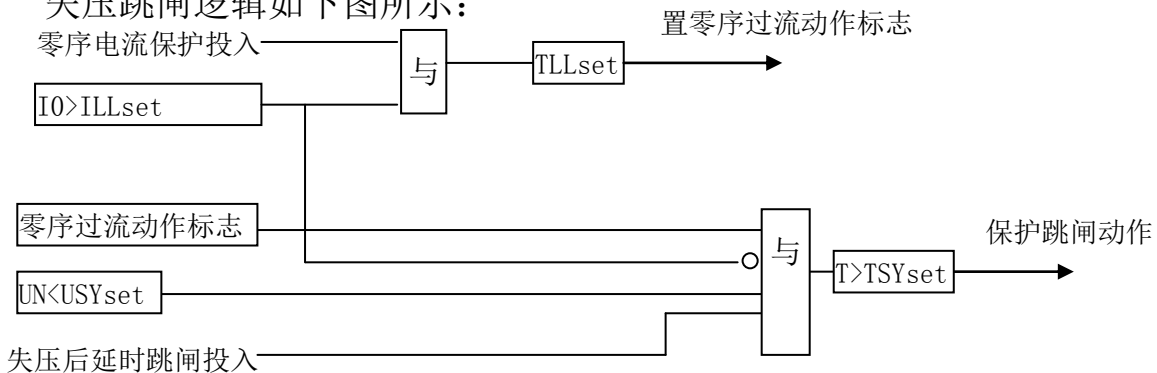 失压跳闸逻辑如下图所示：
零序电流保护投入
与
TLLset
置零序过流动作标志
I0>ILLset
零序过流动作标志
与
T>TSYset
保护跳闸动作
UN<USYset
失压后延时跳闸投入